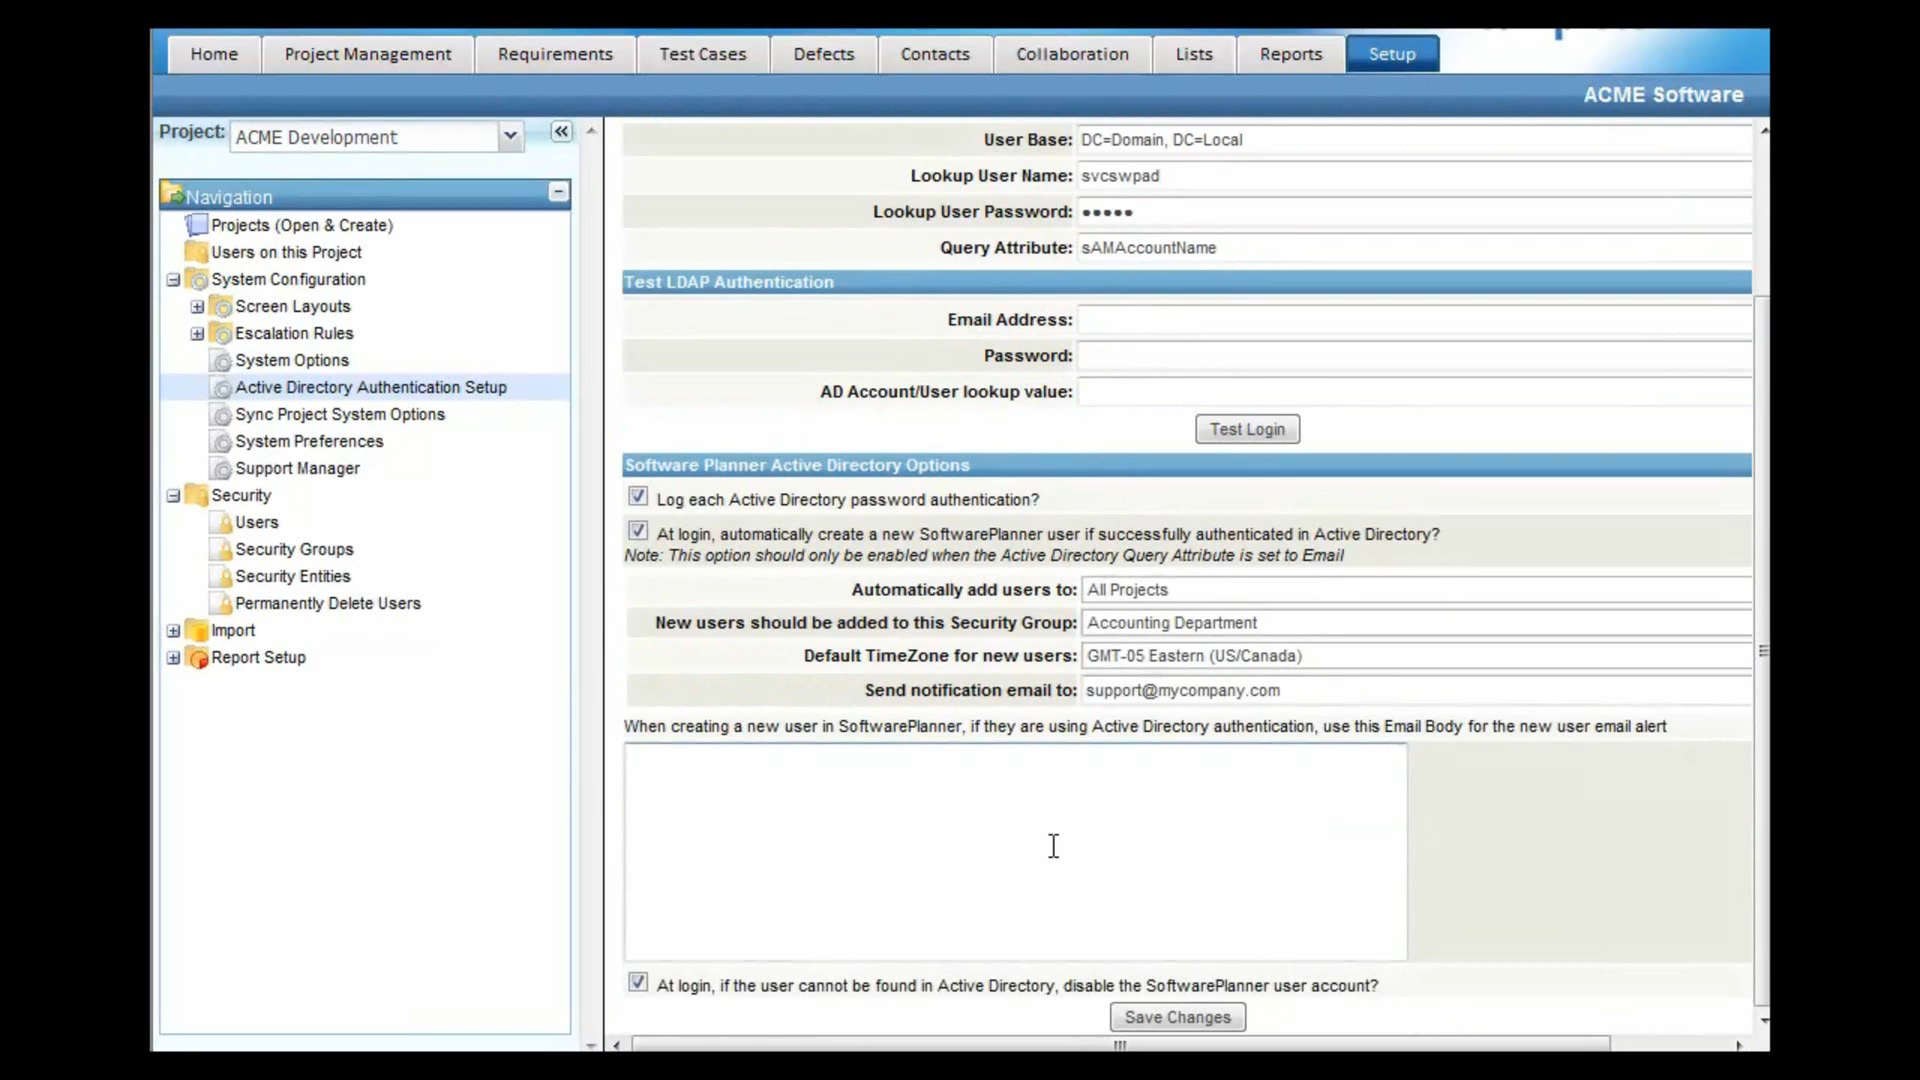 Home Project Management Requirements Test Cases Defects Contacts Collaboration Lists Reports Setup
ACME Software
Project: ACME Development
Navigation
Projects (Open & Create)
Users on this Project
System Configuration
Screen Layouts
Escalation Rules
System Options
Active Directory Authentication Setup
Sync Project System Options
System Preferences
Support Manager
Security
Users
Security Groups
Security Entities
Permanently Delete Users
Import
Report Setup
User Base: DC=Domain, DC=Local
Lookup User Name: svcswpad
Lookup User Password: •••••
Query Attribute: sAMAccountName
Test LDAP Authentication
Email Address:
Password:
AD Account/User lookup value:
Test Login
Software Planner Active Directory Options
Log each Active Directory password authentication?
At login, automatically create a new SoftwarePlanner user if successfully authenticated in Active Directory?
Note: This option should only be enabled when the Active Directory Query Attribute is set to Email
Automatically add users to: All Projects
New users should be added to this Security Group: Accounting Department
Default TimeZone for new users: GMT-05 Eastern (US/Canada)
Send notification email to: support@mycompany.com
When creating a new user in SoftwarePlanner, if they are using Active Directory authentication, use this Email Body for the new user email alert
At login, if the user cannot be found in Active Directory, disable the SoftwarePlanner user account?
Save Changes